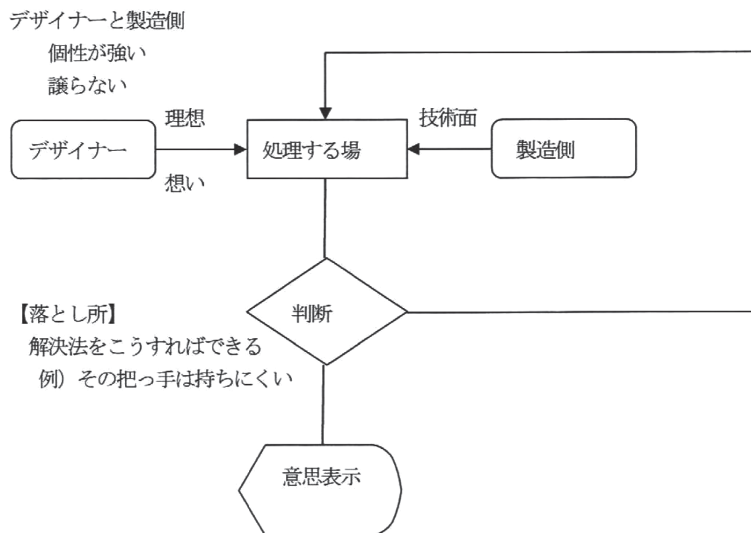 デザイナーと製造側
個性が強い
譲らない
理想
技術面
デザイナー
処理する場
製造側
想い
【落とし所】
判断
解決法をこうすればできる
例）その把っ手は持ちにくい
意思表示